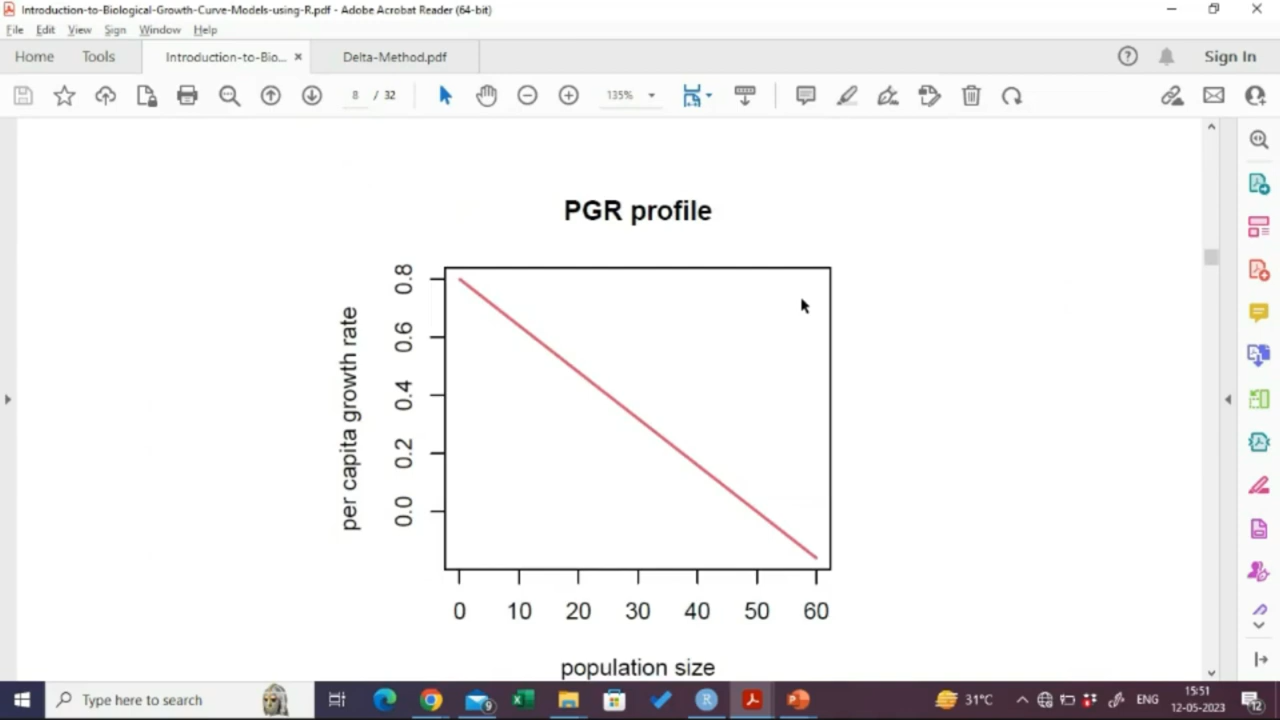 Introduction-to-Biological-Growth-Curve-Models-using-R.pdf - Adobe Acrobat Reader (64-bit)
File Edit View Sign Window Help
Home Tools Introduction-to-Bio... × Delta-Method.pdf Sign In
8 / 32 135%
PGR profile
per capita growth rate
0.8
0.6
0.4
0.2
0.0
0 10 20 30 40 50 60
population size
Type here to search 9 31°C ENG 15:51
12-05-2023 12